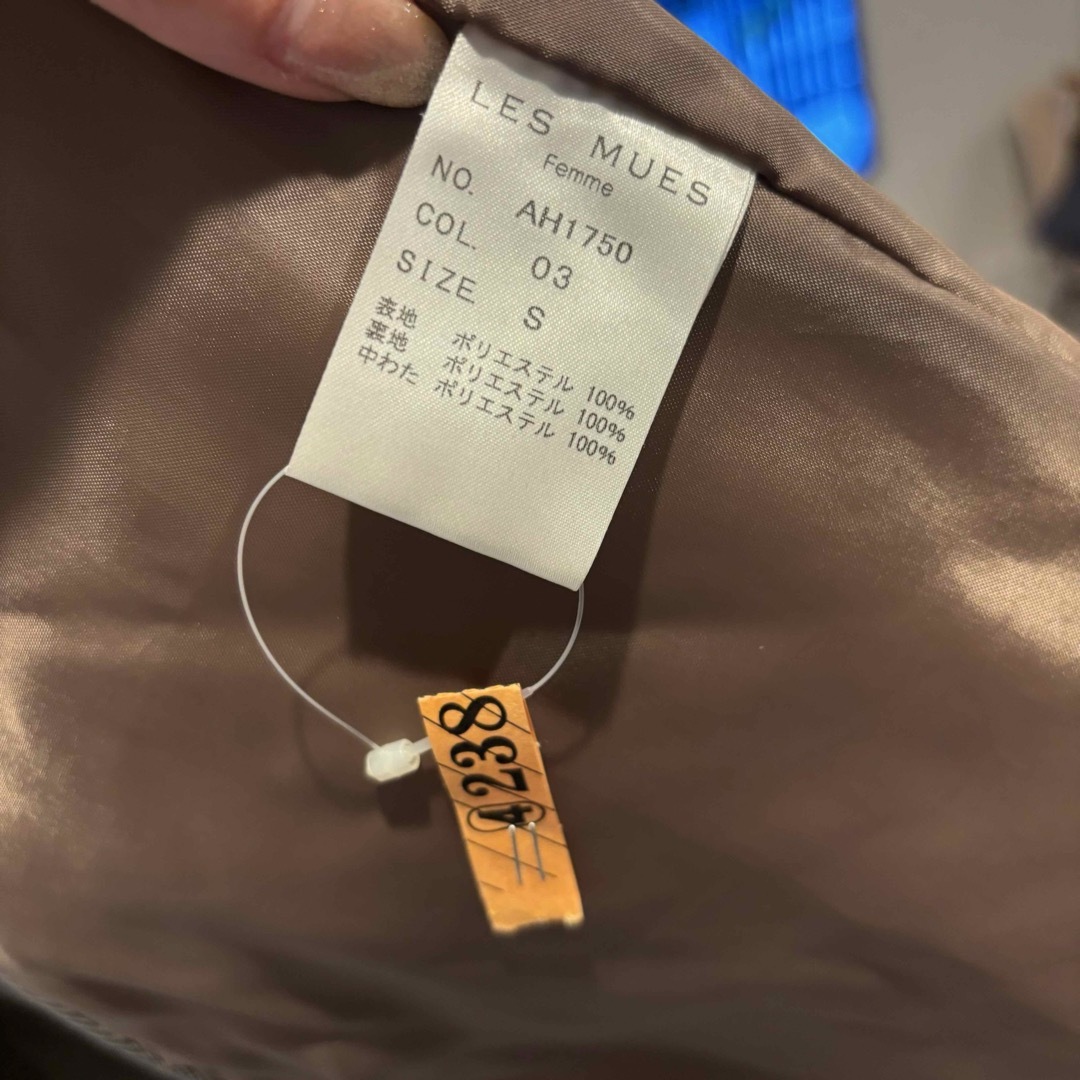 LES MUES
Femme
NO. AH1750
COL. 03
SIZE S
表地 ポリエステル 100%
裏地 ポリエステル 100%
中わた ポリエステル 100%
4238